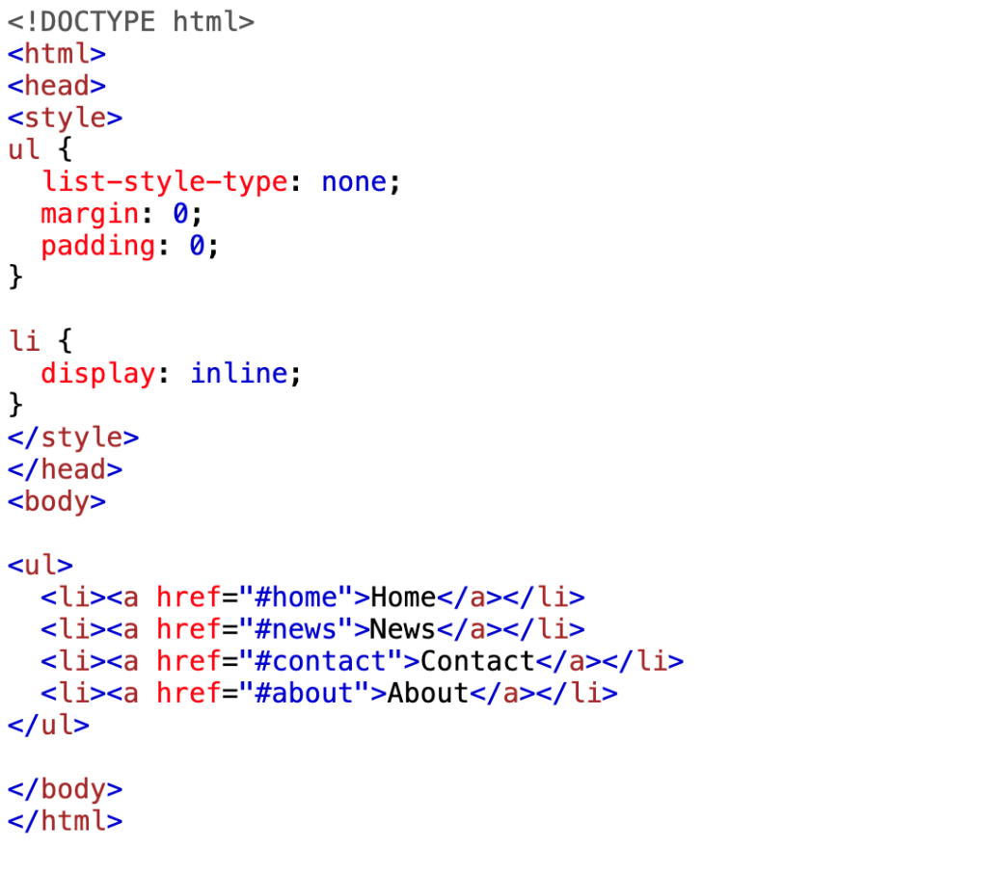 <!DOCTYPE html>
<html>
<head>
<style>
ul {
  list-style-type: none;
  margin: 0;
  padding: 0;
}

li {
  display: inline;
}
</style>
</head>
<body>

<ul>
  <li><a href="#home">Home</a></li>
  <li><a href="#news">News</a></li>
  <li><a href="#contact">Contact</a></li>
  <li><a href="#about">About</a></li>
</ul>

</body>
</html>